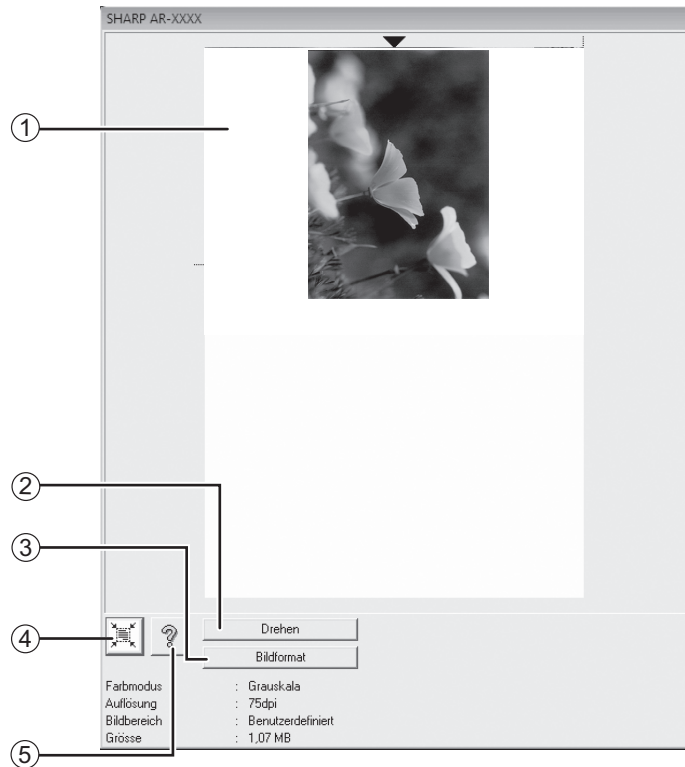 SHARP AR-XXXX
1
2
Drehen
3
Bildformat
4
?
Farbmodus : Grauskala
Auflösung : 75dpi
Bildbereich : Benutzerdefiniert
Grösse : 1,07 MB
5